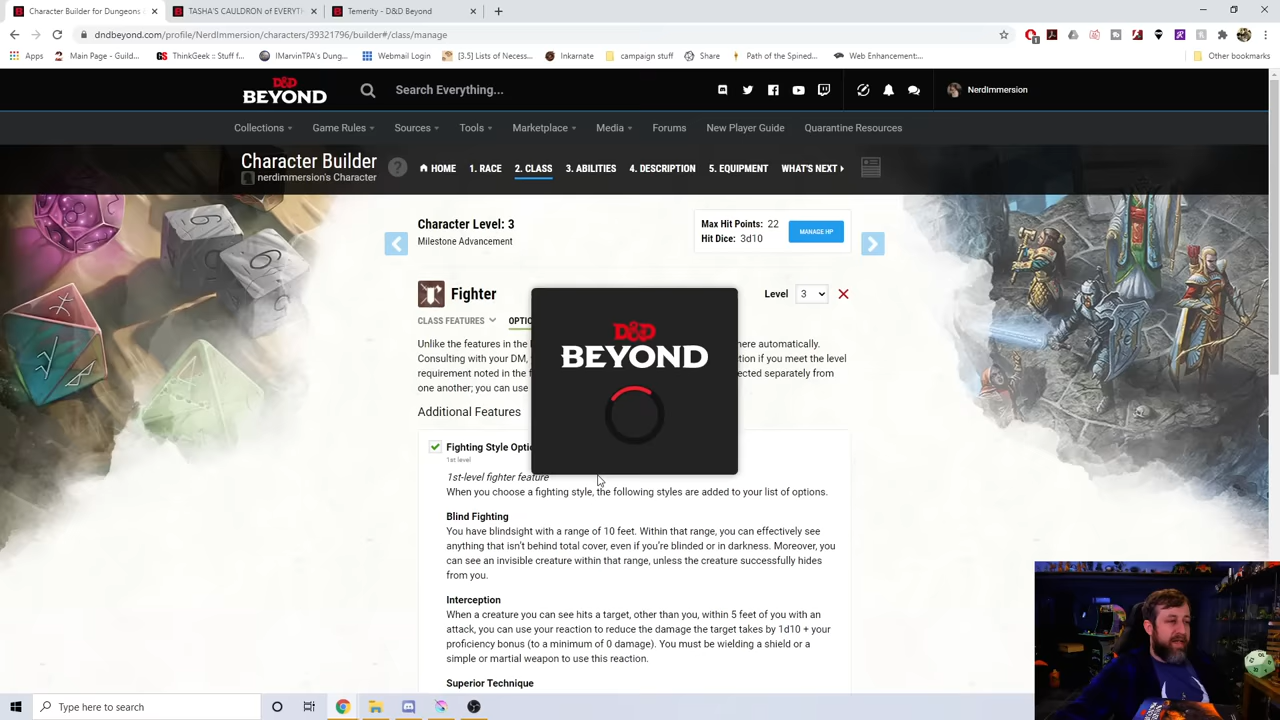 Character Builder for Dungeons
TASHA'S CAULDRON of EVERYTH
Temerity - D&D Beyond
dndbeyond.com/profile/NerdImmersion/characters/39321796/builder#/class/manage
Apps
Main Page - Guild...
ThinkGeek :: Stuff f...
IMarvinTPA's Dung...
Webmail Login
[3.5] Lists of Necess...
Inkarnate
campaign stuff
Share
Path of the Spined...
Web Enhancement:...
Other bookmarks
D&D
BEYOND
Search Everything...
NerdImmersion
Collections
Game Rules
Sources
Tools
Marketplace
Media
Forums
New Player Guide
Quarantine Resources
Character Builder
nerdimmersion's Character
?
HOME
1. RACE
2. CLASS
3. ABILITIES
4. DESCRIPTION
5. EQUIPMENT
WHAT'S NEXT
Character Level: 3
Milestone Advancement
Max Hit Points: 22
Hit Dice: 3d10
MANAGE HP
Fighter
Level
3
CLASS FEATURES
OPTIO
Unlike the features in the here automatically.
Consulting with your DM, tion if you meet the level
requirement noted in the f ected separately from
one another; you can use
D&D
BEYOND
Additional Features
Fighting Style Optio
1st level
1st-level fighter feature
When you choose a fighting style, the following styles are added to your list of options.
Blind Fighting
You have blindsight with a range of 10 feet. Within that range, you can effectively see
anything that isn't behind total cover, even if you're blinded or in darkness. Moreover, you
can see an invisible creature within that range, unless the creature successfully hides
from you.
Interception
When a creature you can see hits a target, other than you, within 5 feet of you with an
attack, you can use your reaction to reduce the damage the target takes by 1d10 + your
proficiency bonus (to a minimum of 0 damage). You must be wielding a shield or a
simple or martial weapon to use this reaction.
Superior Technique
Type here to search